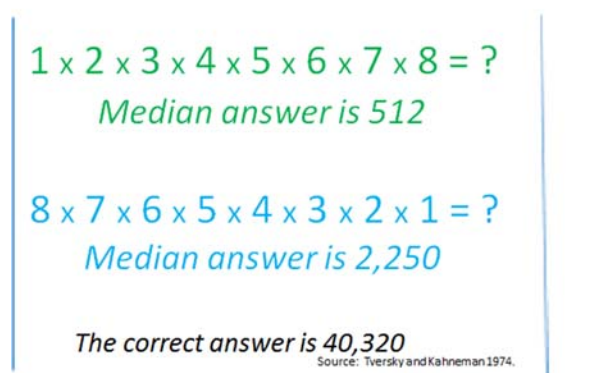 1 x 2 x 3 x 4 x 5 x 6 x 7 x 8 = ?
Median answer is 512
8 x 7 x 6 x 5 x 4 x 3 x 2 x 1 = ?
Median answer is 2,250
The correct answer is 40,320
Source: Tversky and Kahneman 1974.